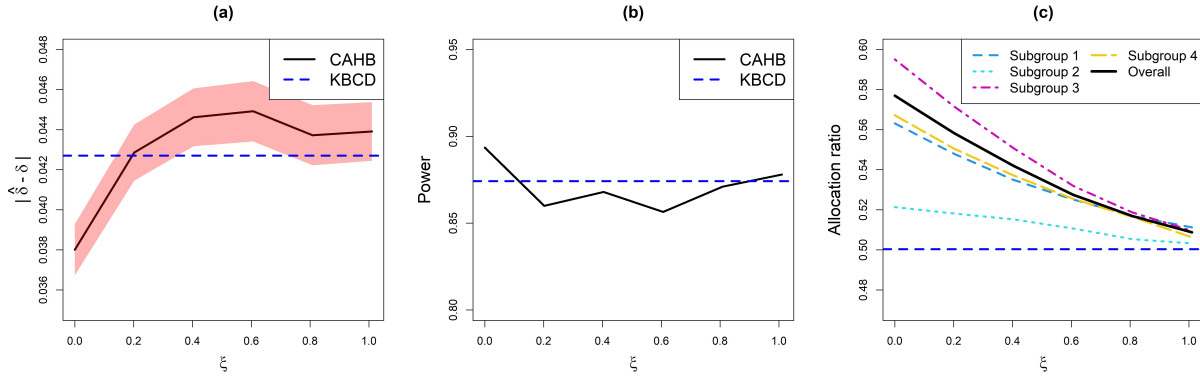 (a)
| δ̂ - δ |
0.036 0.038 0.040 0.042 0.044 0.046 0.048
CAHB
KBCD
0.0 0.2 0.4 0.6 0.8 1.0
ξ
(b)
Power
0.80 0.85 0.90 0.95
CAHB
KBCD
0.0 0.2 0.4 0.6 0.8 1.0
ξ
(c)
Allocation ratio
0.48 0.50 0.52 0.54 0.56 0.58 0.60
Subgroup 1
Subgroup 2
Subgroup 3
Subgroup 4
Overall
0.0 0.2 0.4 0.6 0.8 1.0
ξ